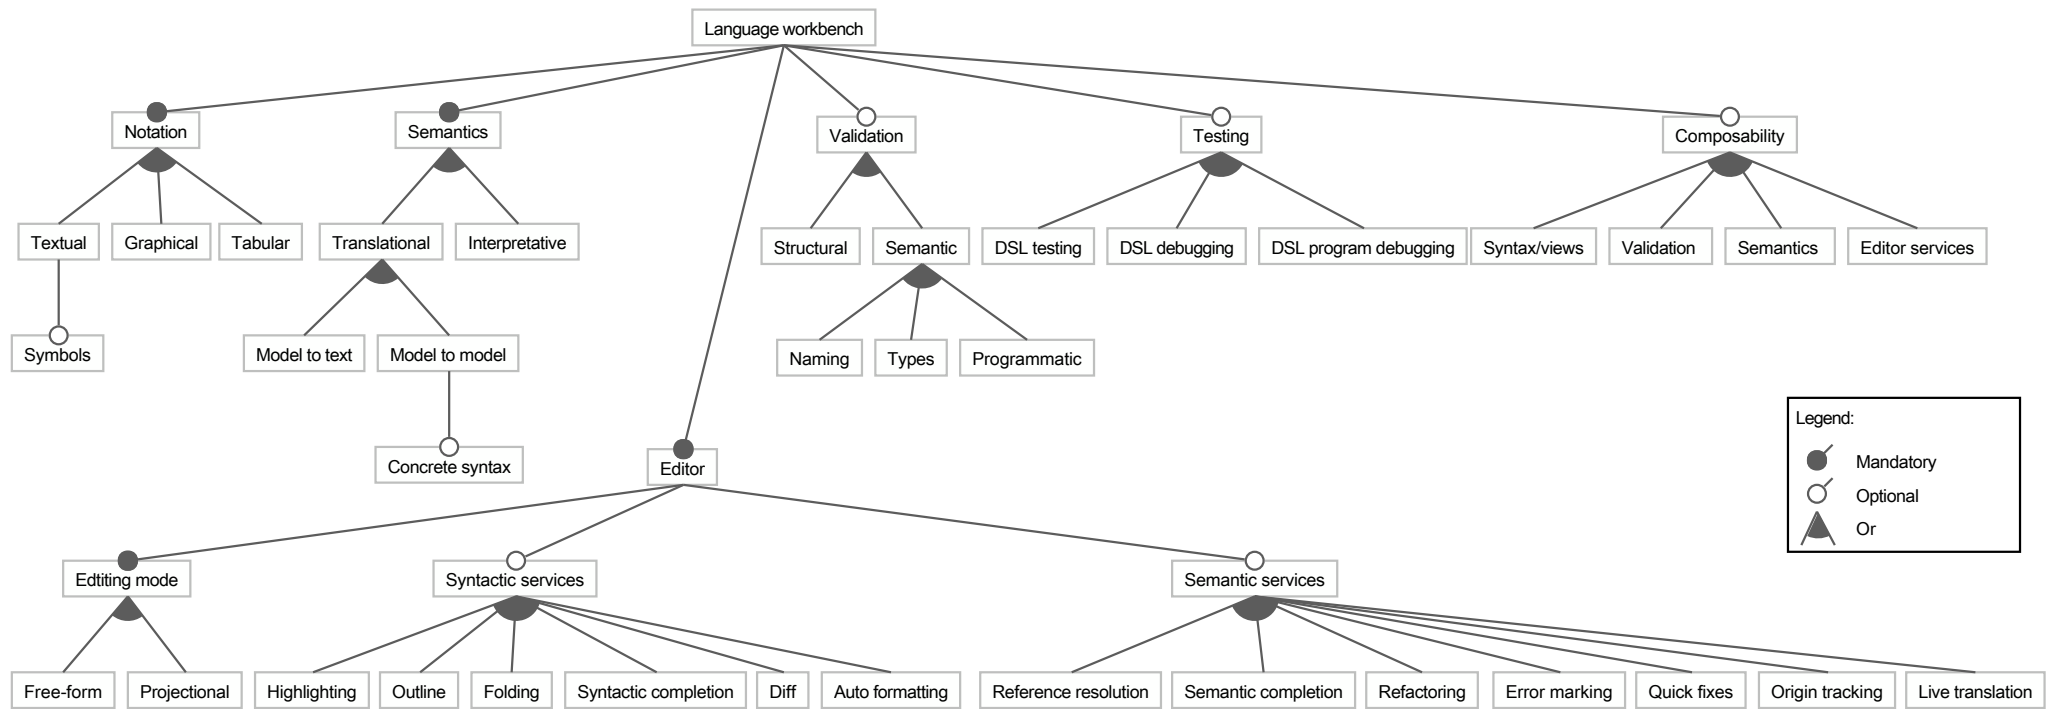 Language workbench
Notation
Semantics
Validation
Testing
Composability
Textual
Graphical
Tabular
Translational
Interpretative
Structural
Semantic
DSL testing
DSL debugging
DSL program debugging
Syntax/views
Validation
Semantics
Editor services
Symbols
Model to text
Model to model
Naming
Types
Programmatic
Concrete syntax
Editor
Legend:
Mandatory
Optional
Or
Edtiting mode
Syntactic services
Semantic services
Free-form
Projectional
Highlighting
Outline
Folding
Syntactic completion
Diff
Auto formatting
Reference resolution
Semantic completion
Refactoring
Error marking
Quick fixes
Origin tracking
Live translation